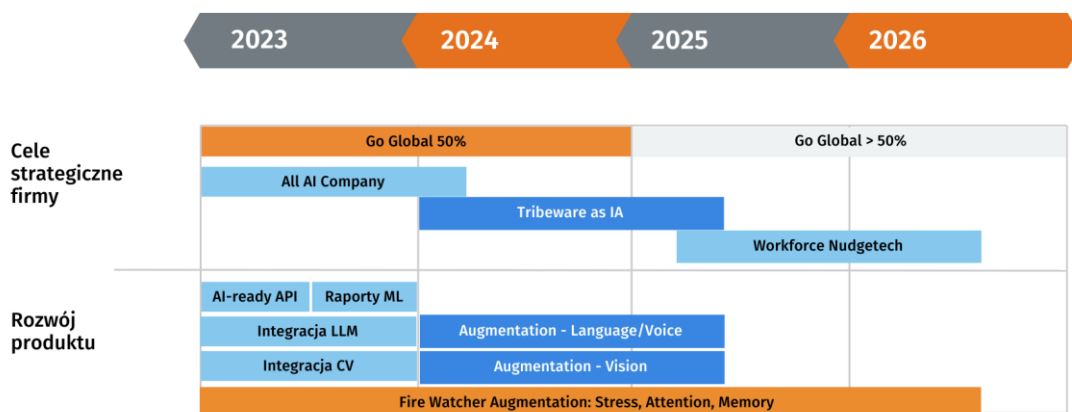 2023
2024
2025
2026
Cele
strategiczne
firmy
Go Global 50%
Go Global > 50%
All AI Company
Tribeware as IA
Workforce Nudgetech
Rozwój
produktu
AI-ready API
Raporty ML
Integracja LLM
Augmentation - Language/Voice
Integracja CV
Augmentation - Vision
Fire Watcher Augmentation: Stress, Attention, Memory